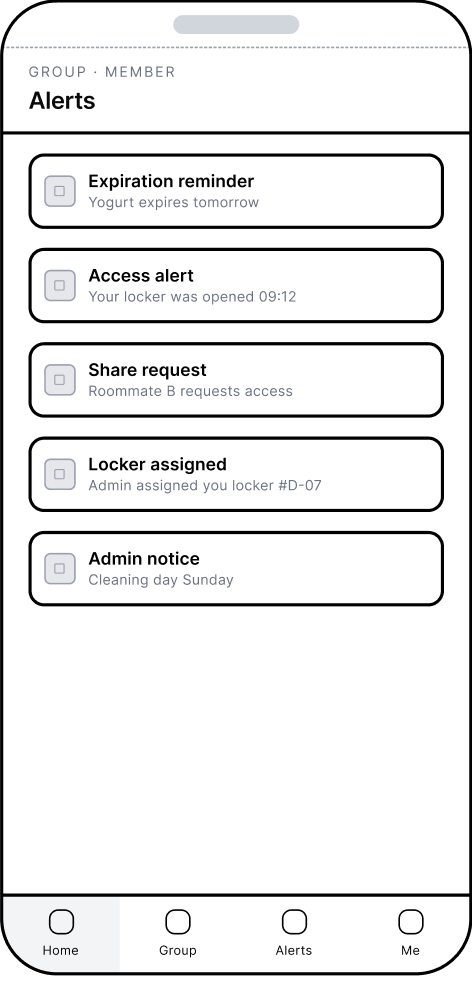 GROUP · MEMBER
Alerts
Expiration reminder
Yogurt expires tomorrow
Access alert
Your locker was opened 09:12
Share request
Roommate B requests access
Locker assigned
Admin assigned you locker #D-07
Admin notice
Cleaning day Sunday
Home
Group
Alerts
Me